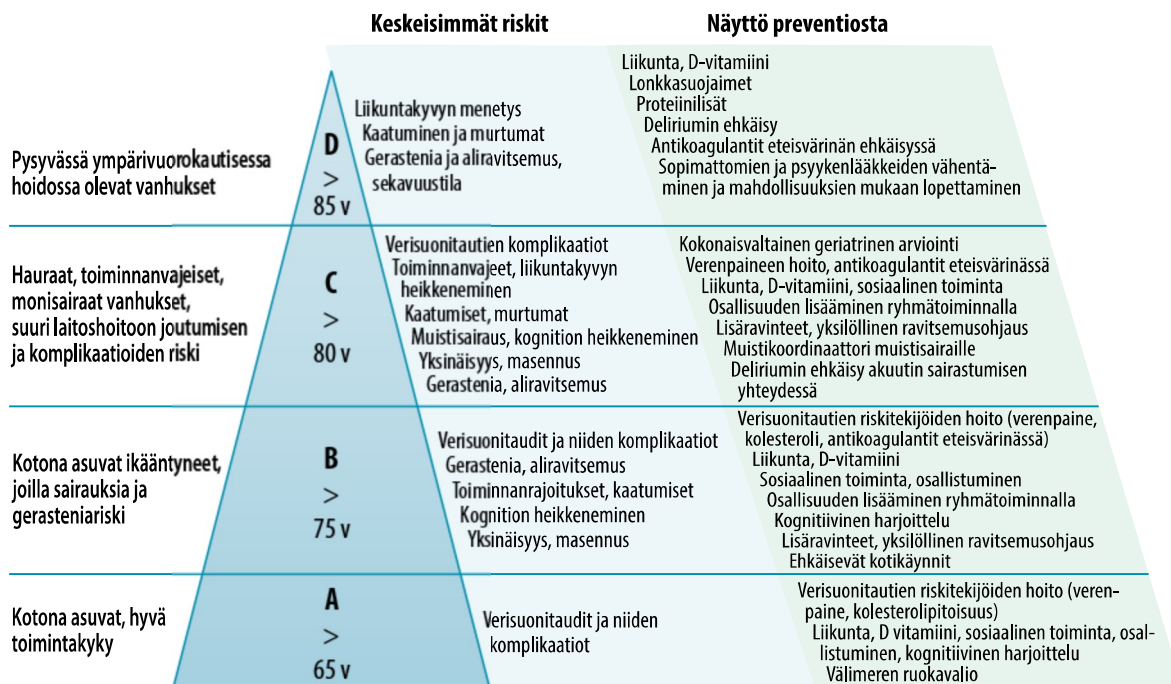 Keskeisimmät riskit
Näyttö preventiosta
Pysyvässä ympärivuorokautisessa
hoidossa olevat vanhukset
D
>
85 v
Liikuntakyvyn menetys
Kaatuminen ja murtumat
Gerastenia ja aliravitsemus,
sekavuustila
Liikunta, D-vitamiini
Lonkkasuojaimet
Proteiinilisät
Deliriumin ehkäisy
Antikoagulantit eteisvärinän ehkäisyssä
Sopimattomien ja psyykenlääkkeiden vähentä-
minen ja mahdollisuuksien mukaan lopettaminen
Hauraat, toiminnanvajeiset,
monisairaat vanhukset,
suuri laitoshoitoon joutumisen
ja komplikaatioiden riski
C
>
80 v
Verisuonitautien komplikaatiot
Toiminnanvajeet, liikuntakyvyn
heikkeneminen
Kaatumiset, murtumat
Muistisairaus, kognition heikkeneminen
Yksinäisyys, masennus
Gerastenia, aliravitsemus
Kokonaisvaltainen geriatrinen arviointi
Verenpaineen hoito, antikoagulantit eteisvärinässä
Liikunta, D-vitamiini, sosiaalinen toiminta
Osallisuuden lisääminen ryhmätoiminnalla
Lisäravinteet, yksilöllinen ravitsemusohjaus
Muistikoordinaattori muistisairaille
Deliriumin ehkäisy akuutin sairastumisen
yhteydessä
Kotona asuvat ikääntyneet,
joilla sairauksia ja
gerasteniariski
B
>
75 v
Verisuonitaudit ja niiden komplikaatiot
Gerastenia, aliravitsemus
Toiminnanrajoitukset, kaatumiset
Kognition heikkeneminen
Yksinäisyys, masennus
Verisuonitautien riskitekijöiden hoito (verenpaine,
kolesteroli, antikoagulantit eteisvärinässä)
Liikunta, D-vitamiini
Sosiaalinen toiminta, osallistuminen
Osallisuuden lisääminen ryhmätoiminnalla
Kognitiivinen harjoittelu
Lisäravinteet, yksilöllinen ravitsemusohjaus
Ehkäisevät kotikäynnit
Kotona asuvat, hyvä
toimintakyky
A
>
65 v
Verisuonitaudit ja niiden
komplikaatiot
Verisuonitautien riskitekijöiden hoito (veren-
paine, kolesterolipitoisuus)
Liikunta, D vitamiini, sosiaalinen toiminta, osal-
listuminen, kognitiivinen harjoittelu
Välimeren ruokavalio